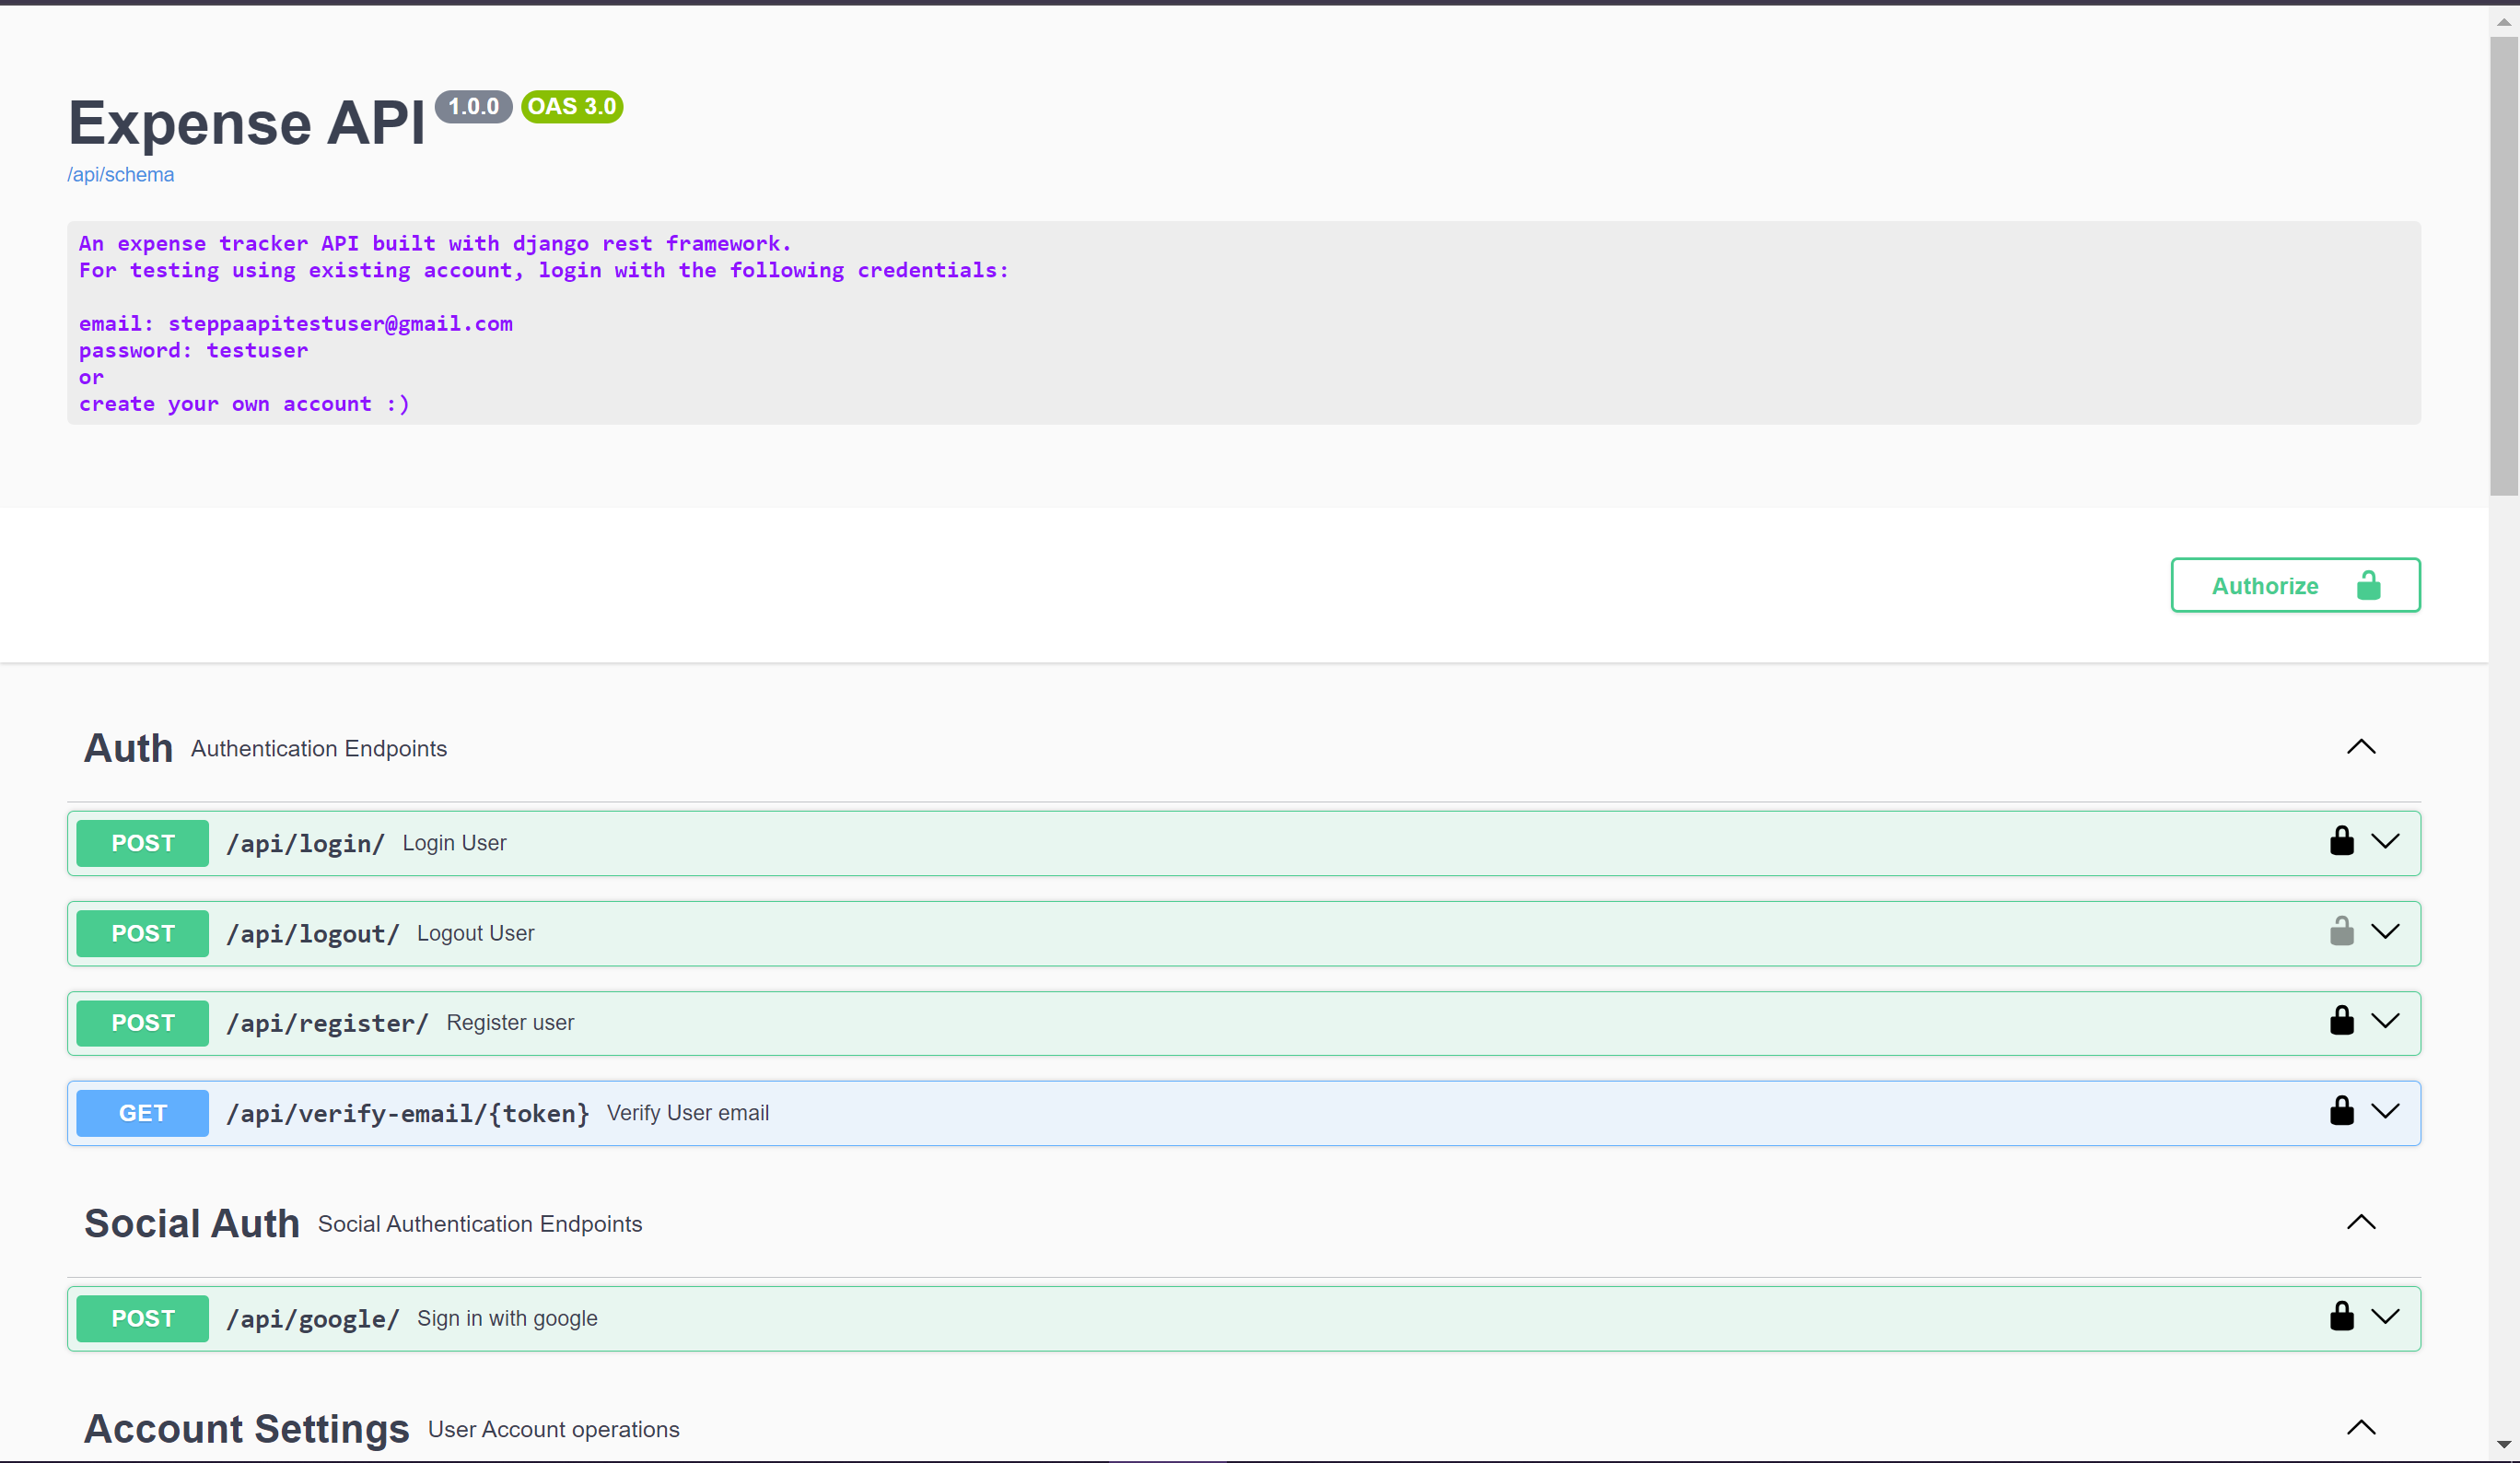 Expense API 1.0.0 OAS 3.0
/api/schema
An expense tracker API built with django rest framework.
For testing using existing account, login with the following credentials:
email: steppaapitestuser@gmail.com
password: testuser
or
create your own account :)
Authorize
Auth Authentication Endpoints
POST /api/login/ Login User
POST /api/logout/ Logout User
POST /api/register/ Register user
GET /api/verify-email/{token} Verify User email
Social Auth Social Authentication Endpoints
POST /api/google/ Sign in with google
Account Settings User Account operations